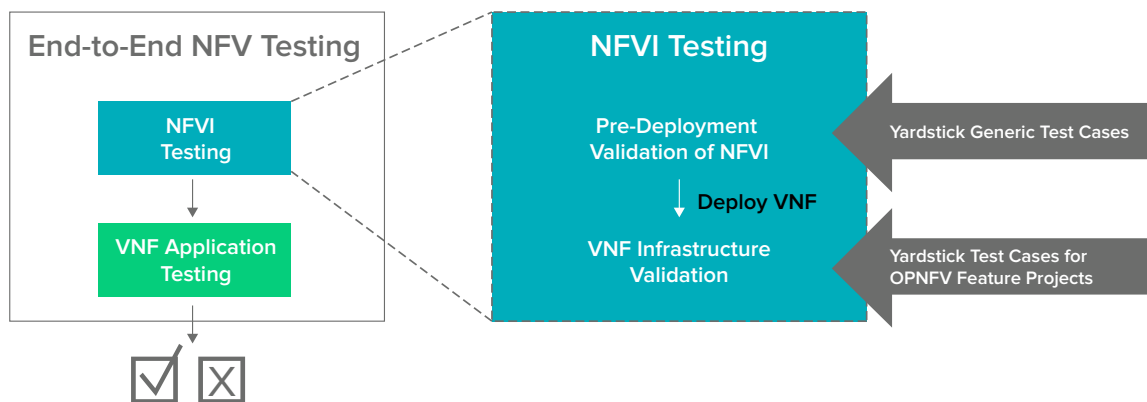 End-to-End NFV Testing
NFVI
Testing
VNF Application
Testing
X
NFVI Testing
Pre-Deployment
Validation of NFVI
Deploy VNF
VNF Infrastructure
Validation
Yardstick Generic Test Cases
Yardstick Test Cases for
OPNFV Feature Projects